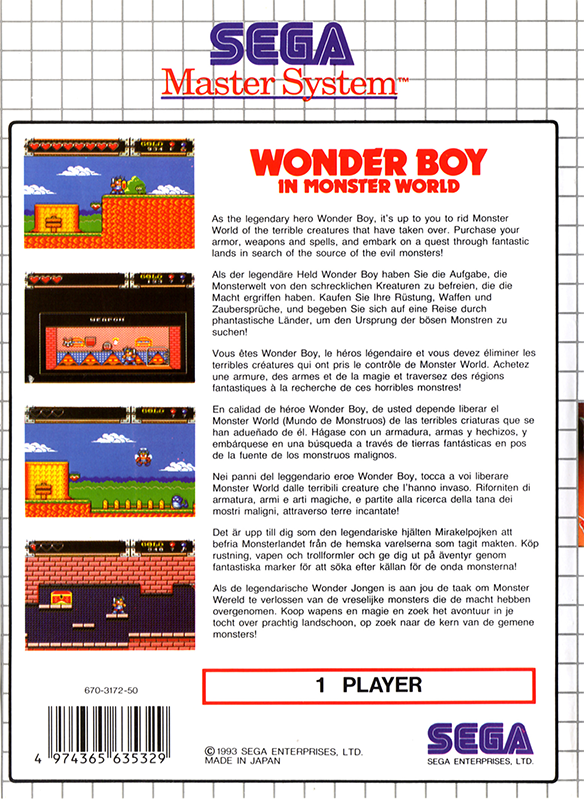 SEGA
Master System™
WONDER BOY
IN MONSTER WORLD
As the legendary hero Wonder Boy, it's up to you to rid Monster
World of the terrible creatures that have taken over. Purchase your
armor, weapons and spells, and embark on a quest through fantastic
lands in search of the source of the evil monsters!
Als der legendäre Held Wonder Boy haben Sie die Aufgabe, die
Monsterwelt von den schrecklichen Kreaturen zu befreien, die die
Macht ergriffen haben. Kaufen Sie Ihre Rüstung, Waffen und
Zaubersprüche, und begeben Sie sich auf eine Reise durch
phantastische Länder, um den Ursprung der bösen Monstren zu
suchen!
Vous êtes Wonder Boy, le héros légendaire et vous devez éliminer les
terribles créatures qui ont pris le contrôle de Monster World. Achetez
une armure, des armes et de la magie et traversez des régions
fantastiques à la recherche de ces horribles monstres!
En calidad de héroe Wonder Boy, de usted depende liberar el
Monster World (Mundo de Monstruos) de las terribles criaturas que se
han adueñado de él. Hágase con un armadura, armas y hechizos, y
embárquese en una búsqueda a través de tierras fantásticas en pos
de la fuente de los monstruos malignos.
Nei panni del leggendario eroe Wonder Boy, tocca a voi liberare
Monster World dalle terribili creature che l'hanno invaso. Rifornitevi di
armatura, armi e arti magiche, e partite alla ricerca della tana dei
mostri maligni, attraverso terre incantate!
Det är upp till dig som den legendariske hjälten Mirakelpojken att
befria Monsterlandet från de hemska varelserna som tagit makten. Köp
rustning, vapen och trollformler och ge dig ut på äventyr genom
fantastiska marker för att söka efter källan för de onda monsterna!
Als de legendarische Wonder Jongen is aan jou de taak om Monster
Wereld te verlossen van de vreselijke monsters die de macht hebben
overgenomen. Koop wapens en magie en zoek het avontuur in je
tocht over prachtig landschoon, op zoek naar de kern van de gemene
monsters!
GOLD
GOLD
WEAPON
GOLD
GOLD
1 PLAYER
670-3172-50
4 974365 635329
©1993 SEGA ENTERPRISES, LTD.
MADE IN JAPAN
SEGA
SEGA ENTERPRISES, LTD.